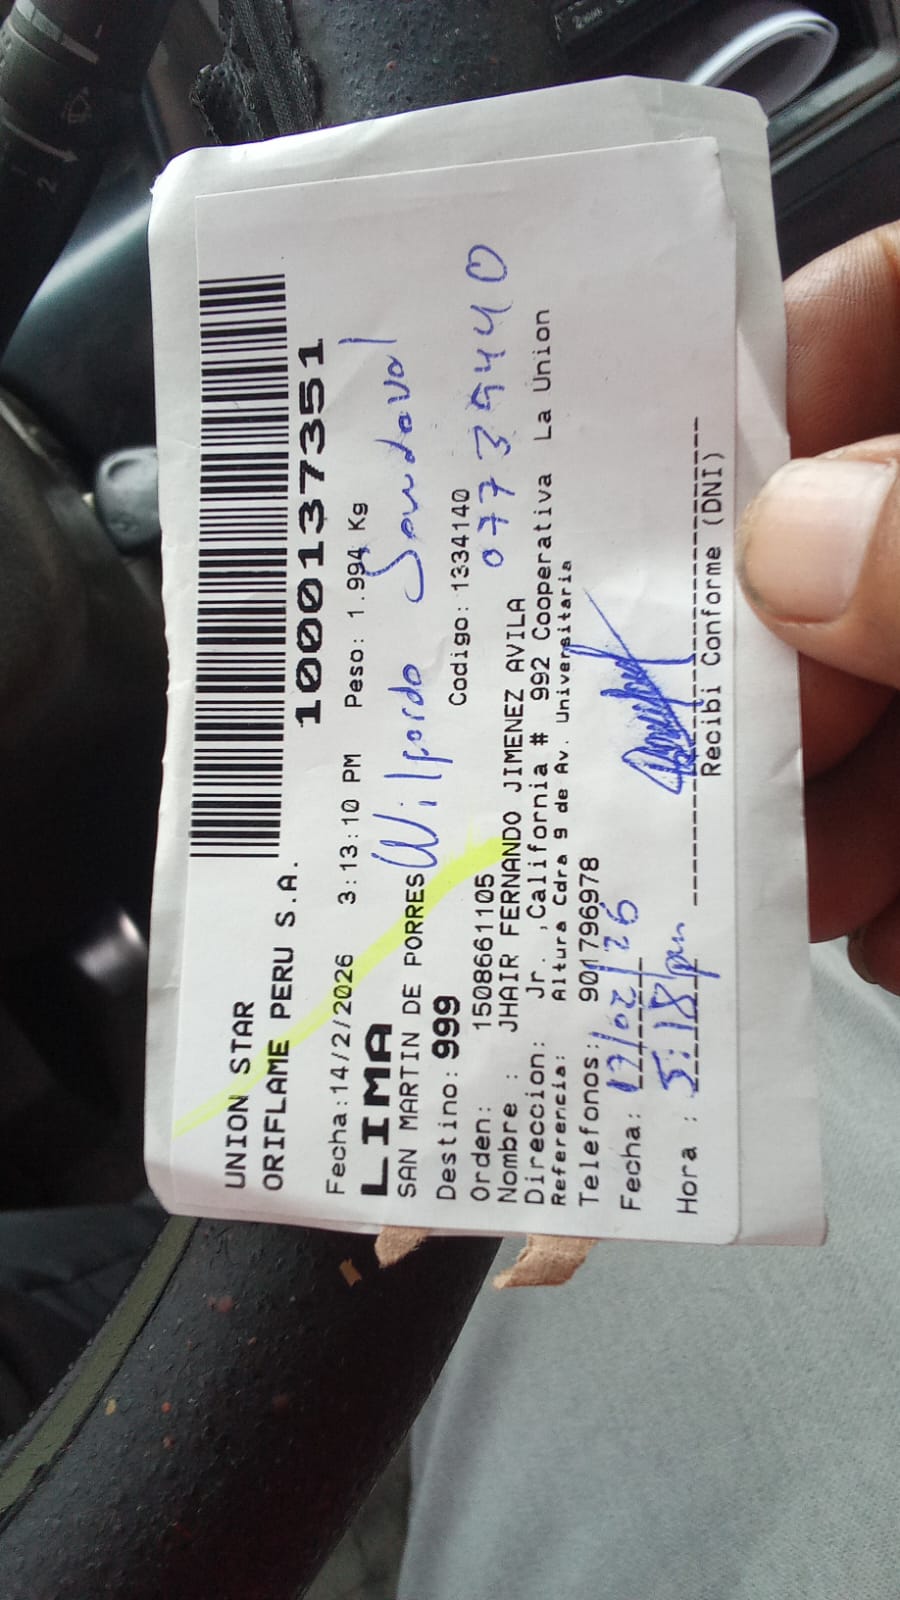 UNION STAR
ORIFLAME PERU S.A.
10001373351
Fecha:14/2/2026 3:13:10 PM Peso: 1.994 Kg
LIMA
SAN MARTIN DE PORRES Wilfordo Sandoval
Destino: 999 Codigo: 1334140
Orden: 1508661105 07739440
Nombre : JHAIR FERNANDO JIMENEZ AVILA
Direccion: Jr. ,California # 992 Cooperativa La Union
Referencia: Altura Cdra 9 de Av. Universitaria
Telefonos: 901796978
Fecha: 17/02/26
Hora : 5:18 pm
Recibi Conforme (DNI)